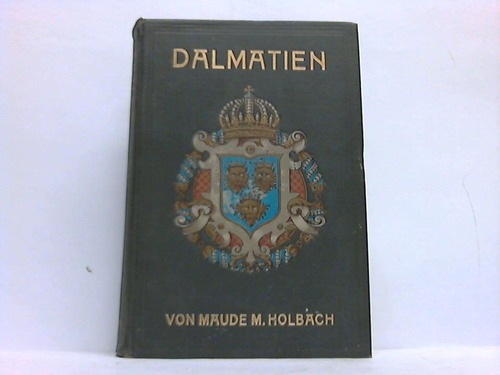 DALMATIEN
VON MAUDE M. HOLBACH